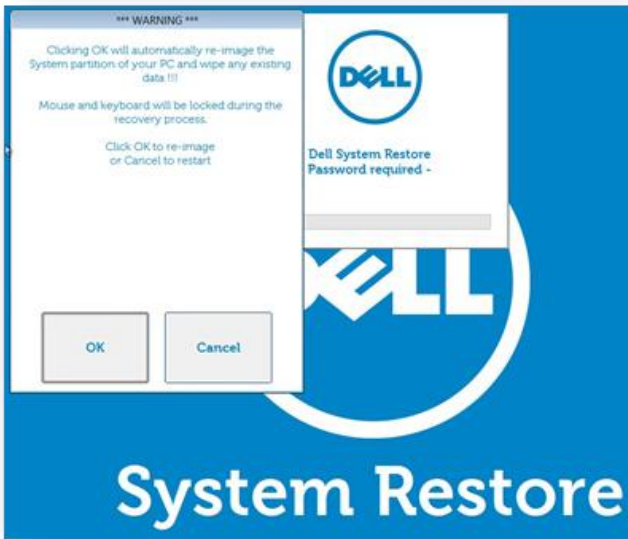 *** WARNING ***
Clicking OK will automatically re-image the
System partition of your PC and wipe any existing
data !!!
Mouse and keyboard will be locked during the
recovery process.
Click OK to re-image
or Cancel to restart
OK
Cancel
DELL
Dell System Restore
Password required -
DELL
System Restore